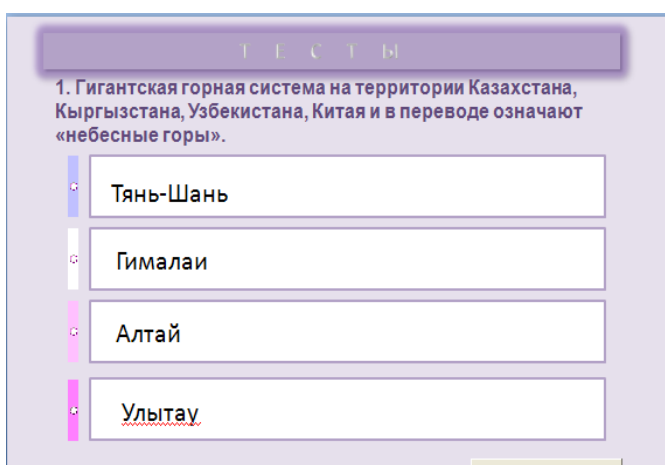 Т Е С Т Ы
1. Гигантская горная система на территории Казахстана,
Кыргызстана, Узбекистана, Китая и в переводе означают
«небесные горы».
Тянь-Шань
Гималаи
Алтай
Улытау